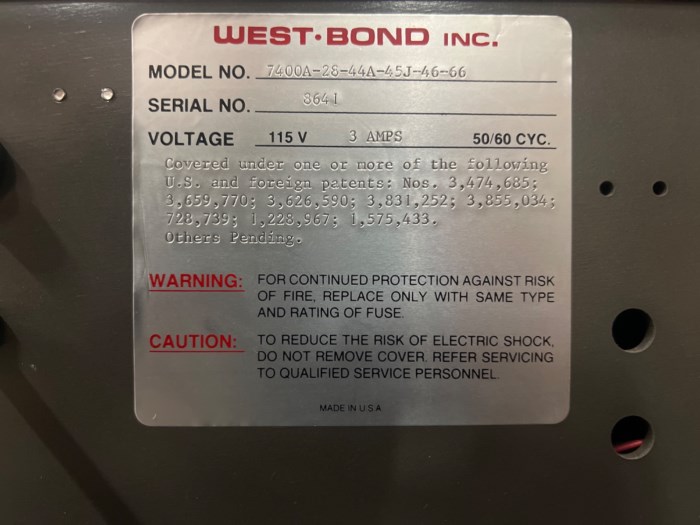 WEST·BOND INC.
MODEL NO. 7400A-28-44A-45J-46-66
SERIAL NO. 8641
VOLTAGE 115 V 3 AMPS 50/60 CYC.
Covered under one or more of the following
U.S. and foreign patents: Nos. 3,474,685;
3,659,770; 3,626,590; 3,831,252; 3,855,034;
728,739; 1,228,967; 1,575,433.
Others Pending.
WARNING: FOR CONTINUED PROTECTION AGAINST RISK
OF FIRE, REPLACE ONLY WITH SAME TYPE
AND RATING OF FUSE.
CAUTION: TO REDUCE THE RISK OF ELECTRIC SHOCK,
DO NOT REMOVE COVER. REFER SERVICING
TO QUALIFIED SERVICE PERSONNEL.
MADE IN U.S.A